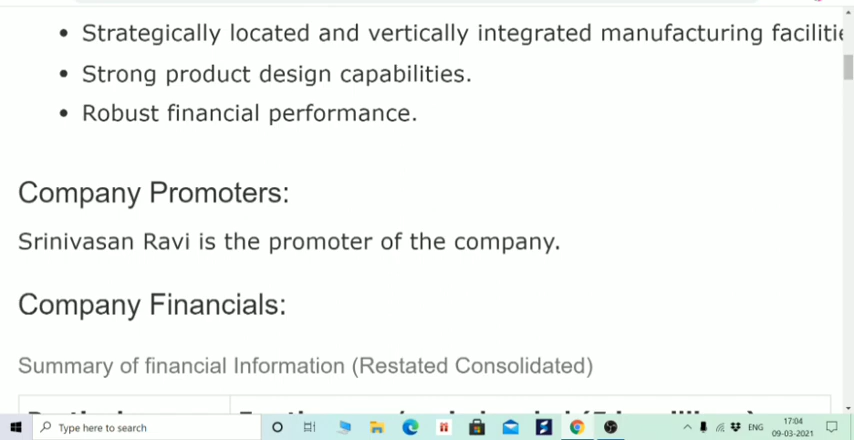 Strategically located and vertically integrated manufacturing
Strong product design capabilities.
Robust financial performance.
Company Promoters:
Srinivasan Ravi is the promoter of the company.
Company Financials:
Summary of financial Information (Restated Consolidated)
Type here to search
ENG
17:04
09-03-2021